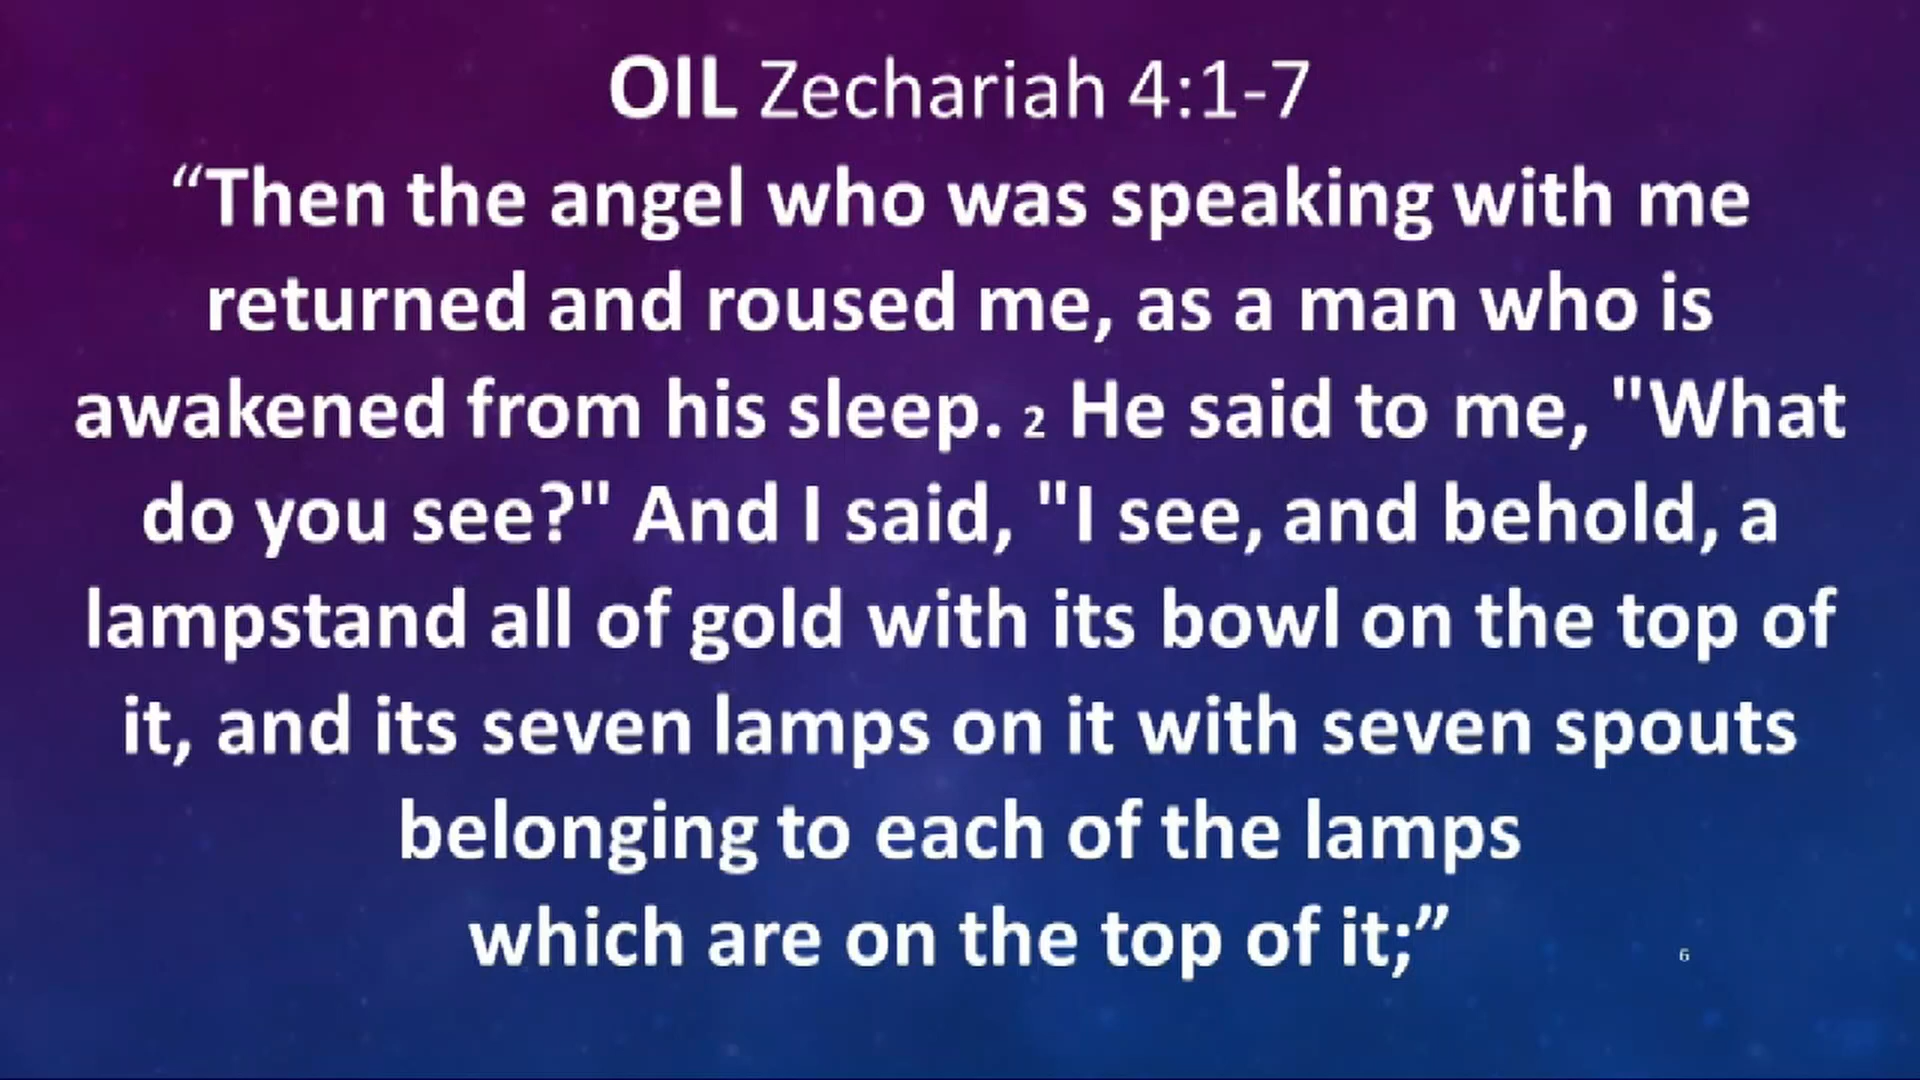 OIL Zechariah 4:1-7
“Then the angel who was speaking with me
returned and roused me, as a man who is
awakened from his sleep. 2 He said to me, "What
do you see?" And I said, "I see, and behold, a
lampstand all of gold with its bowl on the top of
it, and its seven lamps on it with seven spouts
belonging to each of the lamps
which are on the top of it;”
6